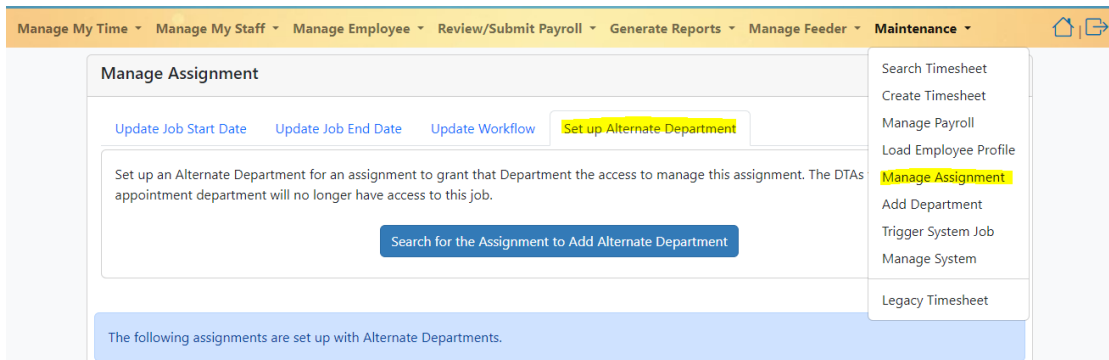 Manage My Time Manage My Staff Manage Employee Review/Submit Payroll Generate Reports Manage Feeder Maintenance
Search Timesheet
Create Timesheet
Manage Payroll
Load Employee Profile
Manage Assignment
Add Department
Trigger System Job
Manage System
Legacy Timesheet
Manage Assignment
Update Job Start Date Update Job End Date Update Workflow Set up Alternate Department
Set up an Alternate Department for an assignment to grant that Department the access to manage this assignment. The DTAs
appointment department will no longer have access to this job.
Search for the Assignment to Add Alternate Department
The following assignments are set up with Alternate Departments.